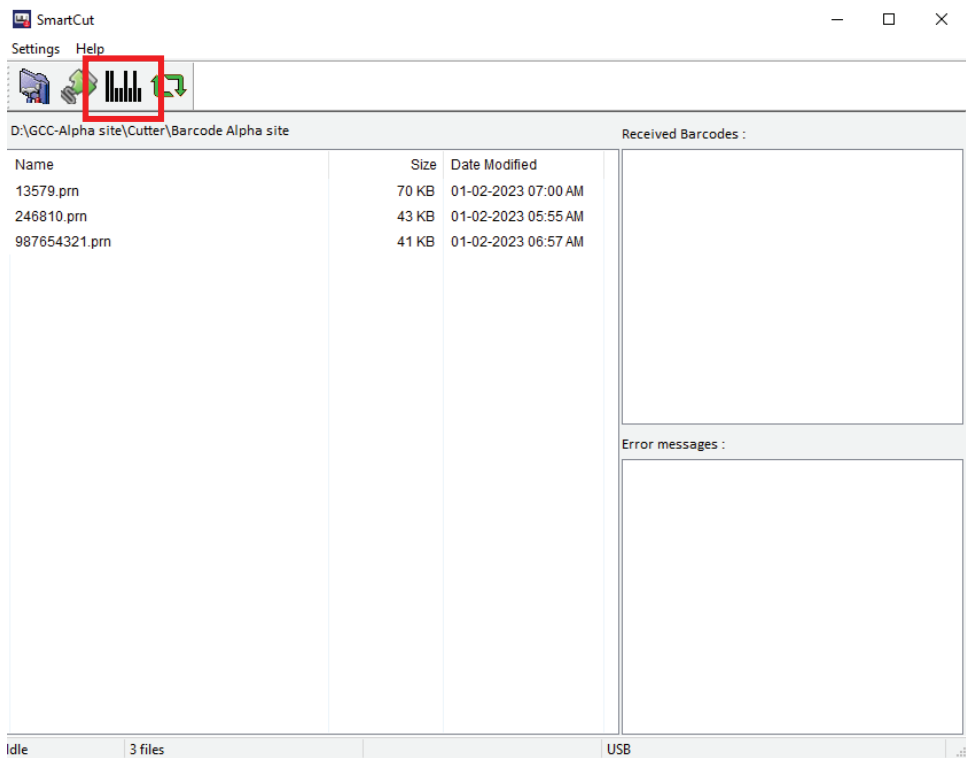 SmartCut
Settings Help
D:\GCC-Alpha site\Cutter\Barcode Alpha site
Received Barcodes :
Name Size Date Modified
13579.prn 70 KB 01-02-2023 07:00 AM
246810.prn 43 KB 01-02-2023 05:55 AM
987654321.prn 41 KB 01-02-2023 06:57 AM
Error messages :
Idle 3 files USB